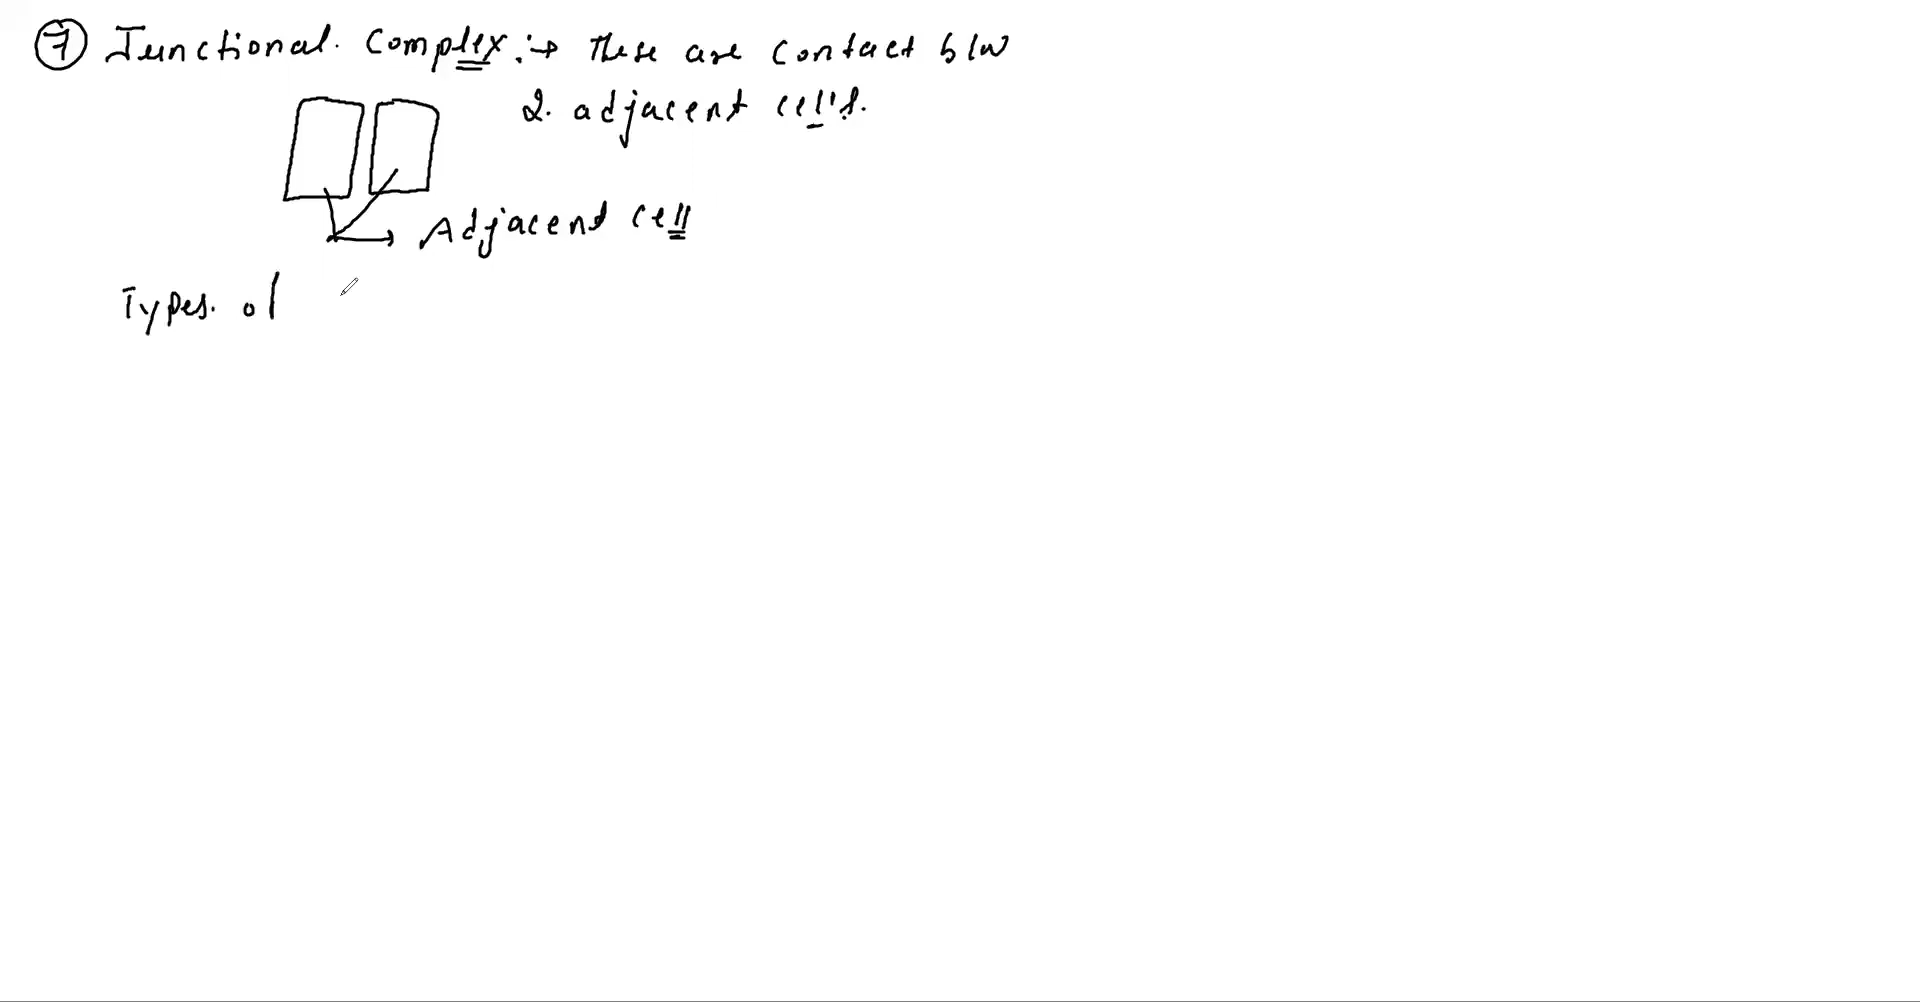 7 Junctional. Complex :→ These are contact b/w
2. adjacent cell's.
Adjacent cell
Types. of